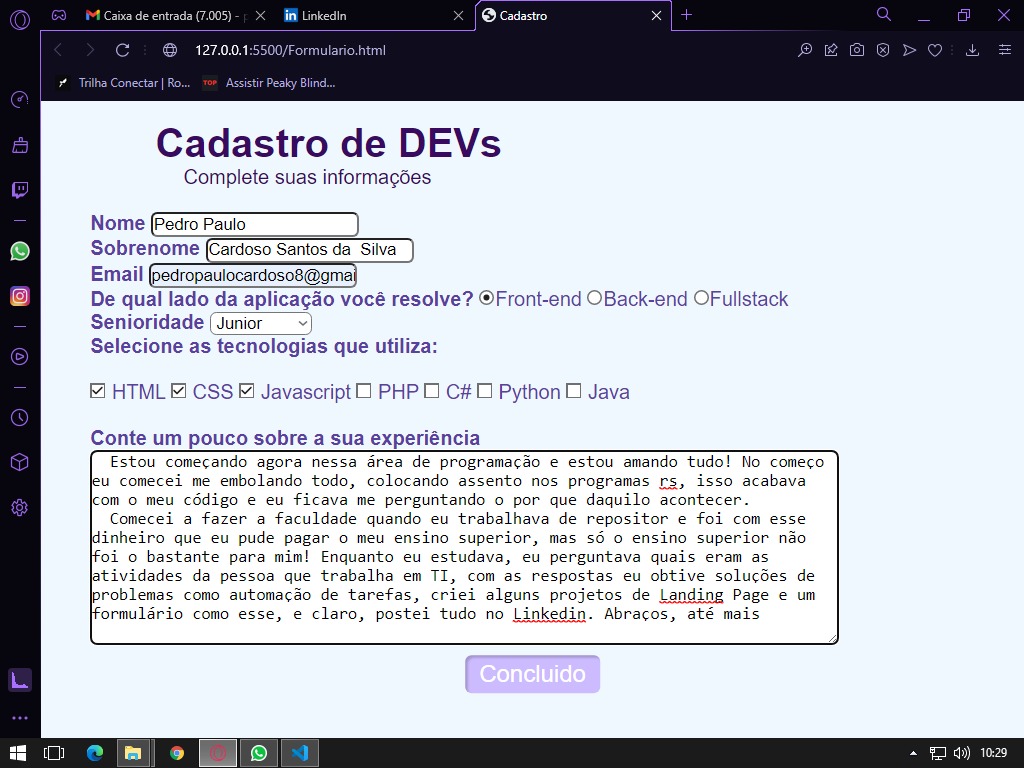 Caixa de entrada (7.005) -
LinkedIn
Cadastro
127.0.0.1:5500/Formulario.html
Trilha Conectar | Ro...
TOP Assistir Peaky Blind...
Cadastro de DEVs
Complete suas informações
Nome Pedro Paulo
Sobrenome Cardoso Santos da  Silva
Email pedropaulocardoso8@gmai
De qual lado da aplicação você resolve? Front-end Back-end Fullstack
Senioridade Junior
Selecione as tecnologias que utiliza:
HTML CSS Javascript PHP C# Python Java
Conte um pouco sobre a sua experiência
Estou começando agora nessa área de programação e estou amando tudo! No começo
eu comecei me embolando todo, colocando assento nos programas rs, isso acabava
com o meu código e eu ficava me perguntando o por que daquilo acontecer.
Comecei a fazer a faculdade quando eu trabalhava de repositor e foi com esse
dinheiro que eu pude pagar o meu ensino superior, mas só o ensino superior não
foi o bastante para mim! Enquanto eu estudava, eu perguntava quais eram as
atividades da pessoa que trabalha em TI, com as respostas eu obtive soluções de
problemas como automação de tarefas, criei alguns projetos de Landing Page e um
formulário como esse, e claro, postei tudo no Linkedin. Abraços, até mais
Concluido
10:29